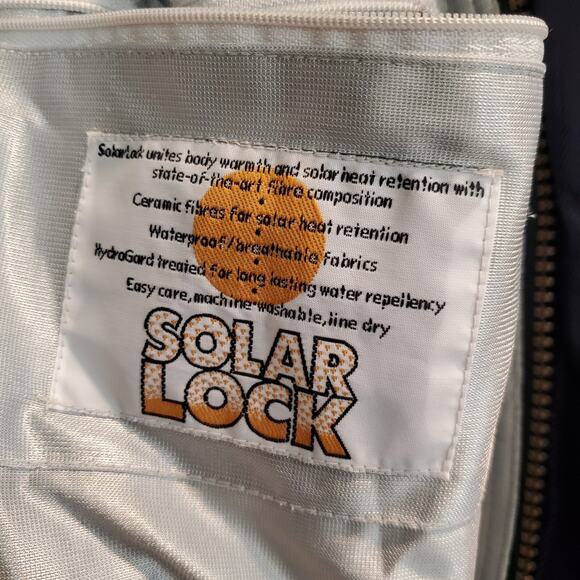 SolarLock unites body warmth and solar heat retention with
state-of-the-art fibre composition
•
Ceramic fibres for solar heat retention
•
Waterproof/breathable fabrics
•
HydroGard treated for long lasting water repellency
•
Easy care, machine washable, line dry
SOLAR
LOCK